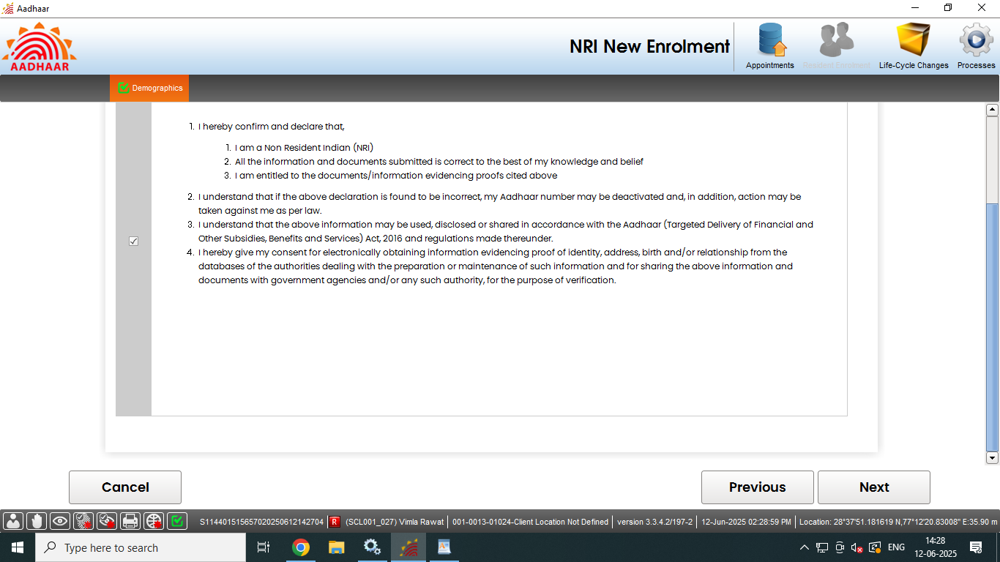 Aadhaar
AADHAAR
NRI New Enrolment
Appointments
Resident Enrolment
Life-Cycle Changes
Processes
Demographics
1. I hereby confirm and declare that,
1. I am a Non Resident Indian (NRI)
2. All the information and documents submitted is correct to the best of my knowledge and belief
3. I am entitled to the documents/information evidencing proofs cited above
2. I understand that if the above declaration is found to be incorrect, my Aadhaar number may be deactivated and, in addition, action may be
taken against me as per law.
3. I understand that the above information may be used, disclosed or shared in accordance with the Aadhaar (Targeted Delivery of Financial and
Other Subsidies, Benefits and Services) Act, 2016 and regulations made thereunder.
4. I hereby give my consent for electronically obtaining information evidencing proof of identity, address, birth and/or relationship from the
databases of the authorities dealing with the preparation or maintenance of such information and for sharing the above information and
documents with government agencies and/or any such authority, for the purpose of verification.
Cancel
Previous
Next
S1144015156570202506121427​04
R
(SCL001_027) Vimla Rawat
001-0013-01024-Client Location Not Defined
version 3.3.4.2/197-2
12-Jun-2025 02:28:59 PM
Location: 28°37'51.181619 N,77°12'20.83008" E:35.90 m
Type here to search
ENG
14:28
12-06-2025